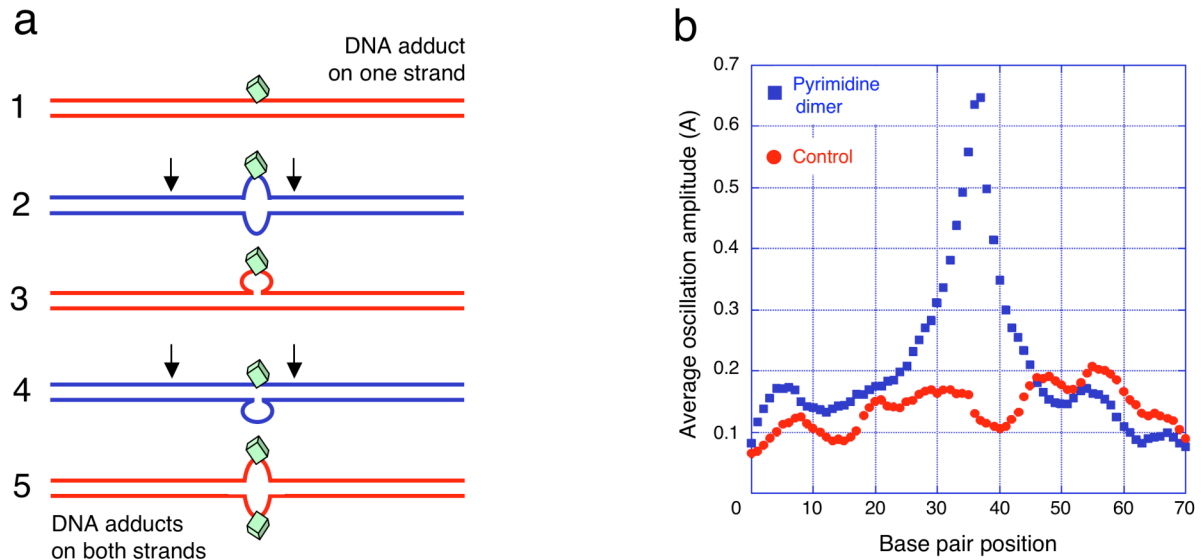 a
DNA adduct
on one strand
1
2
3
4
5
DNA adducts
on both strands
b
0.7
0.6
0.5
0.4
0.3
0.2
0.1
Average oscillation amplitude (A)
Pyrimidine
dimer
Control
0 10 20 30 40 50 60 70
Base pair position